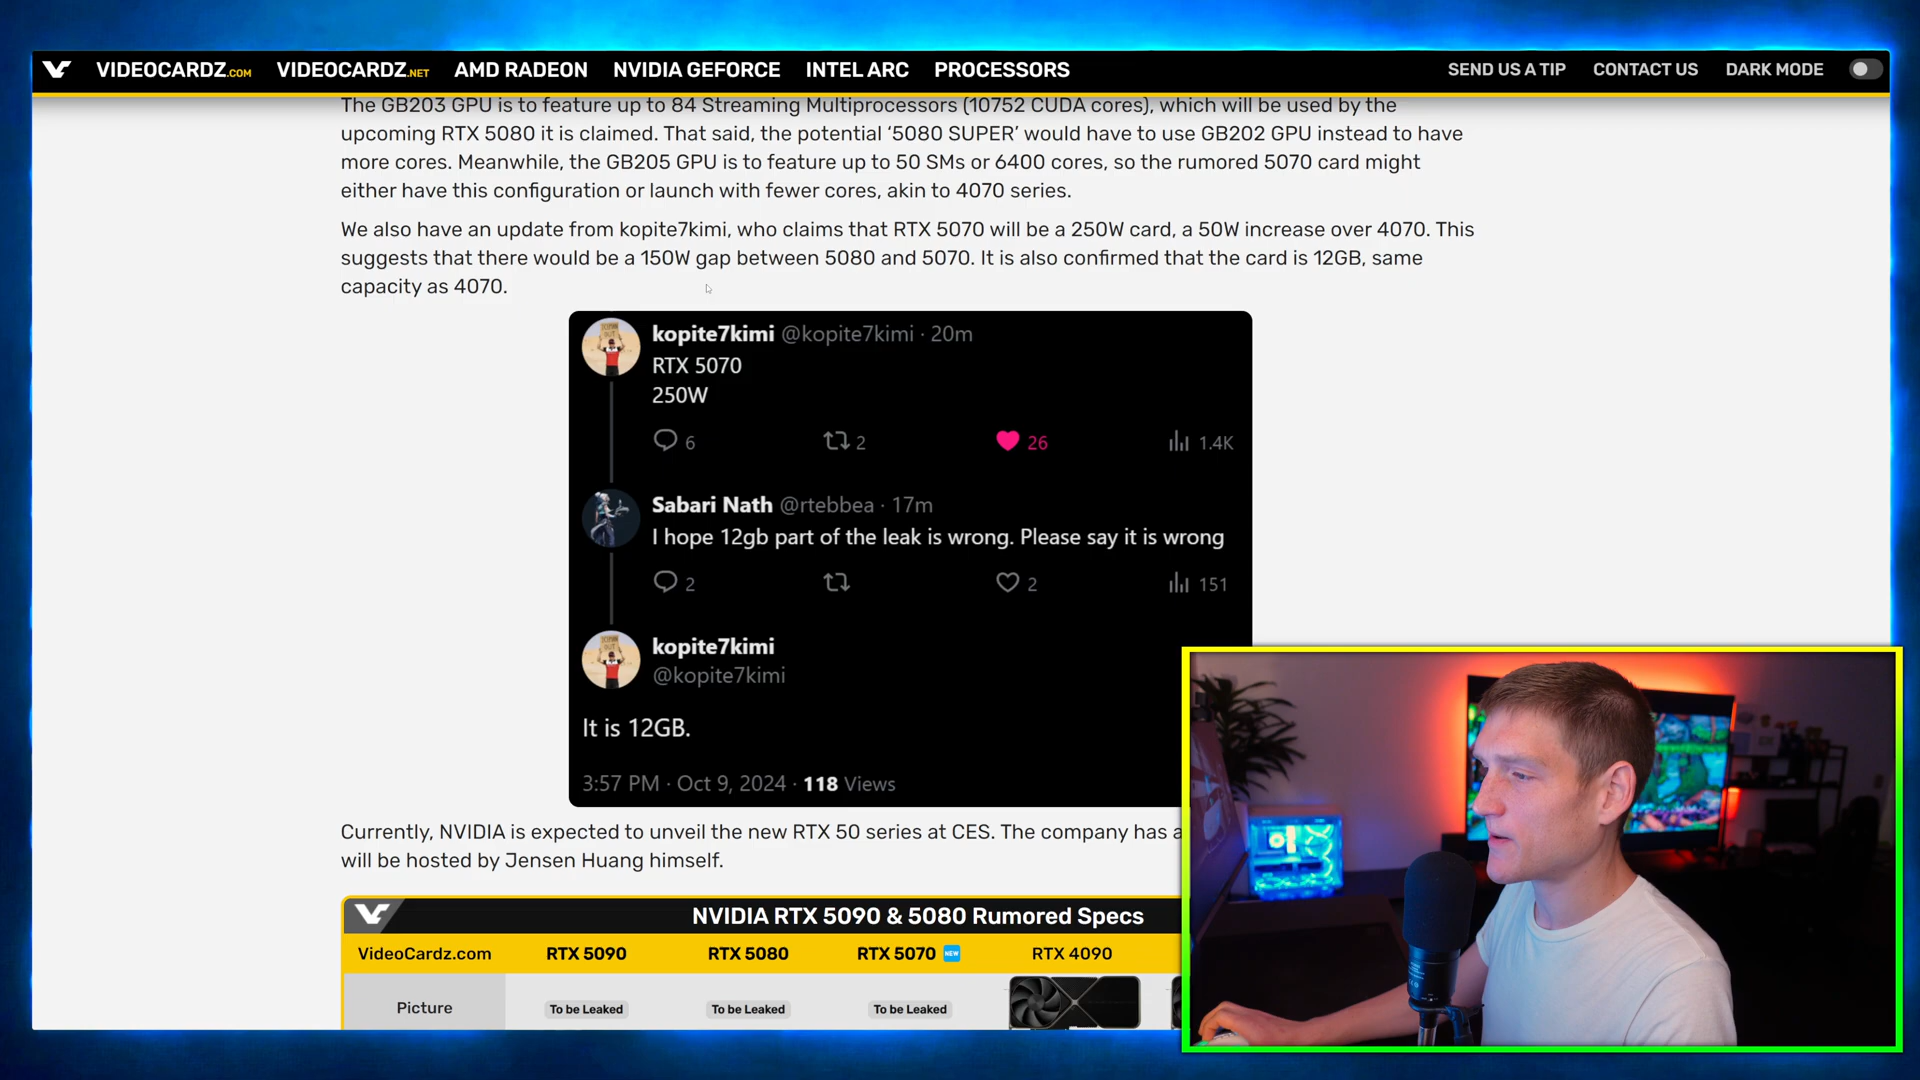 VIDEOCARDZ.COM VIDEOCARDZ.NET AMD RADEON NVIDIA GEFORCE INTEL ARC PROCESSORS SEND US A TIP CONTACT US DARK MODE
The GB203 GPU is to feature up to 84 Streaming Multiprocessors (10752 CUDA cores), which will be used by the
upcoming RTX 5080 it is claimed. That said, the potential ‘5080 SUPER’ would have to use GB202 GPU instead to have
more cores. Meanwhile, the GB205 GPU is to feature up to 50 SMs or 6400 cores, so the rumored 5070 card might
either have this configuration or launch with fewer cores, akin to 4070 series.
We also have an update from kopite7kimi, who claims that RTX 5070 will be a 250W card, a 50W increase over 4070. This
suggests that there would be a 150W gap between 5080 and 5070. It is also confirmed that the card is 12GB, same
capacity as 4070.
kopite7kimi @kopite7kimi · 20m
RTX 5070
250W
6 2 26 1.4K
Sabari Nath @rtebbea · 17m
I hope 12gb part of the leak is wrong. Please say it is wrong
2 2 151
kopite7kimi
@kopite7kimi
It is 12GB.
3:57 PM · Oct 9, 2024 · 118 Views
Currently, NVIDIA is expected to unveil the new RTX 50 series at CES. The company has a
will be hosted by Jensen Huang himself.
NVIDIA RTX 5090 & 5080 Rumored Specs
VideoCardz.com RTX 5090 RTX 5080 RTX 5070 NEW RTX 4090
Picture To be Leaked To be Leaked To be Leaked